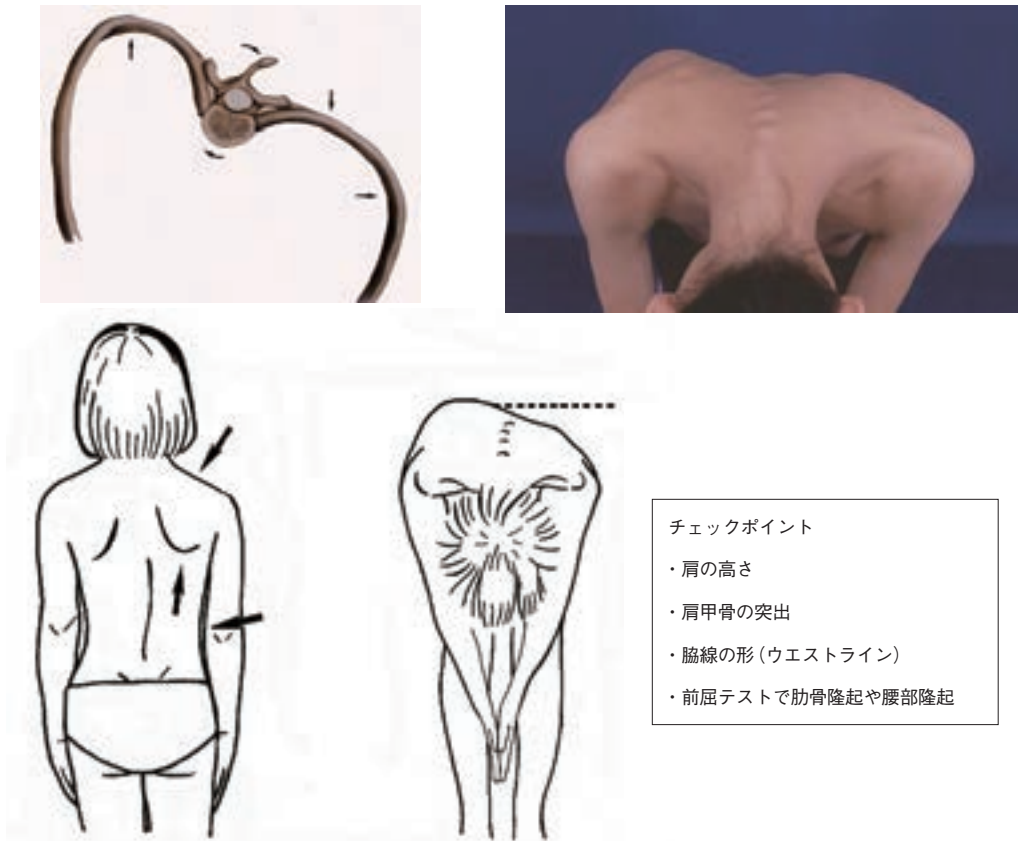 チェックポイント
・肩の高さ
・肩甲骨の突出
・脇線の形 (ウエストライン)
・前屈テストで肋骨隆起や腰部隆起